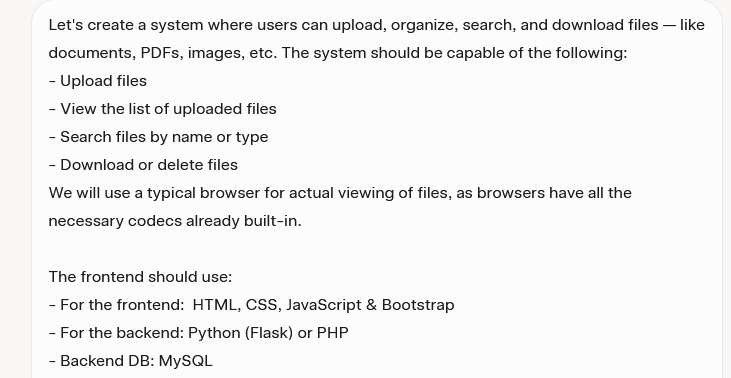 Let's create a system where users can upload, organize, search, and download files — like
documents, PDFs, images, etc. The system should be capable of the following:
- Upload files
- View the list of uploaded files
- Search files by name or type
- Download or delete files
We will use a typical browser for actual viewing of files, as browsers have all the
necessary codecs already built-in.

The frontend should use:
- For the frontend:  HTML, CSS, JavaScript & Bootstrap
- For the backend: Python (Flask) or PHP
- Backend DB: MySQL